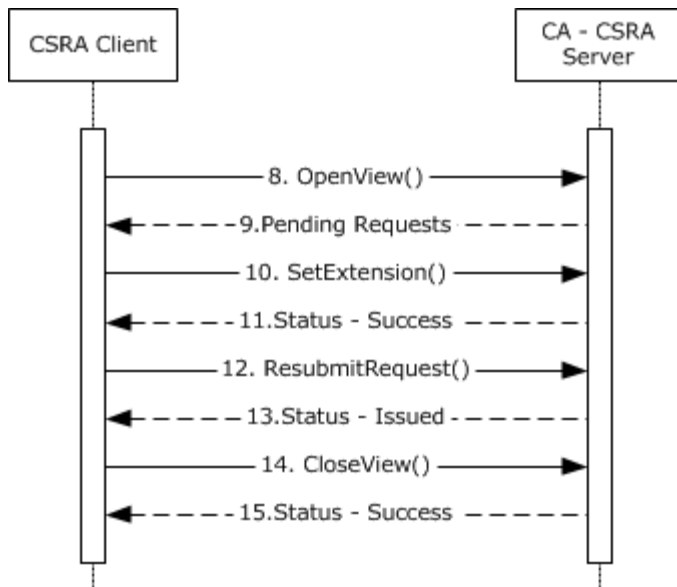 CSRA Client
CA - CSRA
Server
8. OpenView()
9.Pending Requests
10. SetExtension()
11.Status - Success
12. ResubmitRequest()
13.Status - Issued
14. CloseView()
15.Status - Success